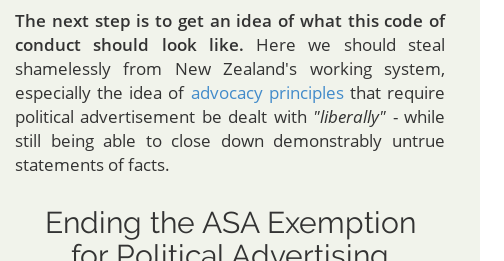 The next step is to get an idea of what this code of
conduct should look like. Here we should steal
shamelessly from New Zealand's working system,
especially the idea of advocacy principles that require
political advertisement be dealt with "liberally" - while
still being able to close down demonstrably untrue
statements of facts.
Ending the ASA Exemption
for Political Advertising